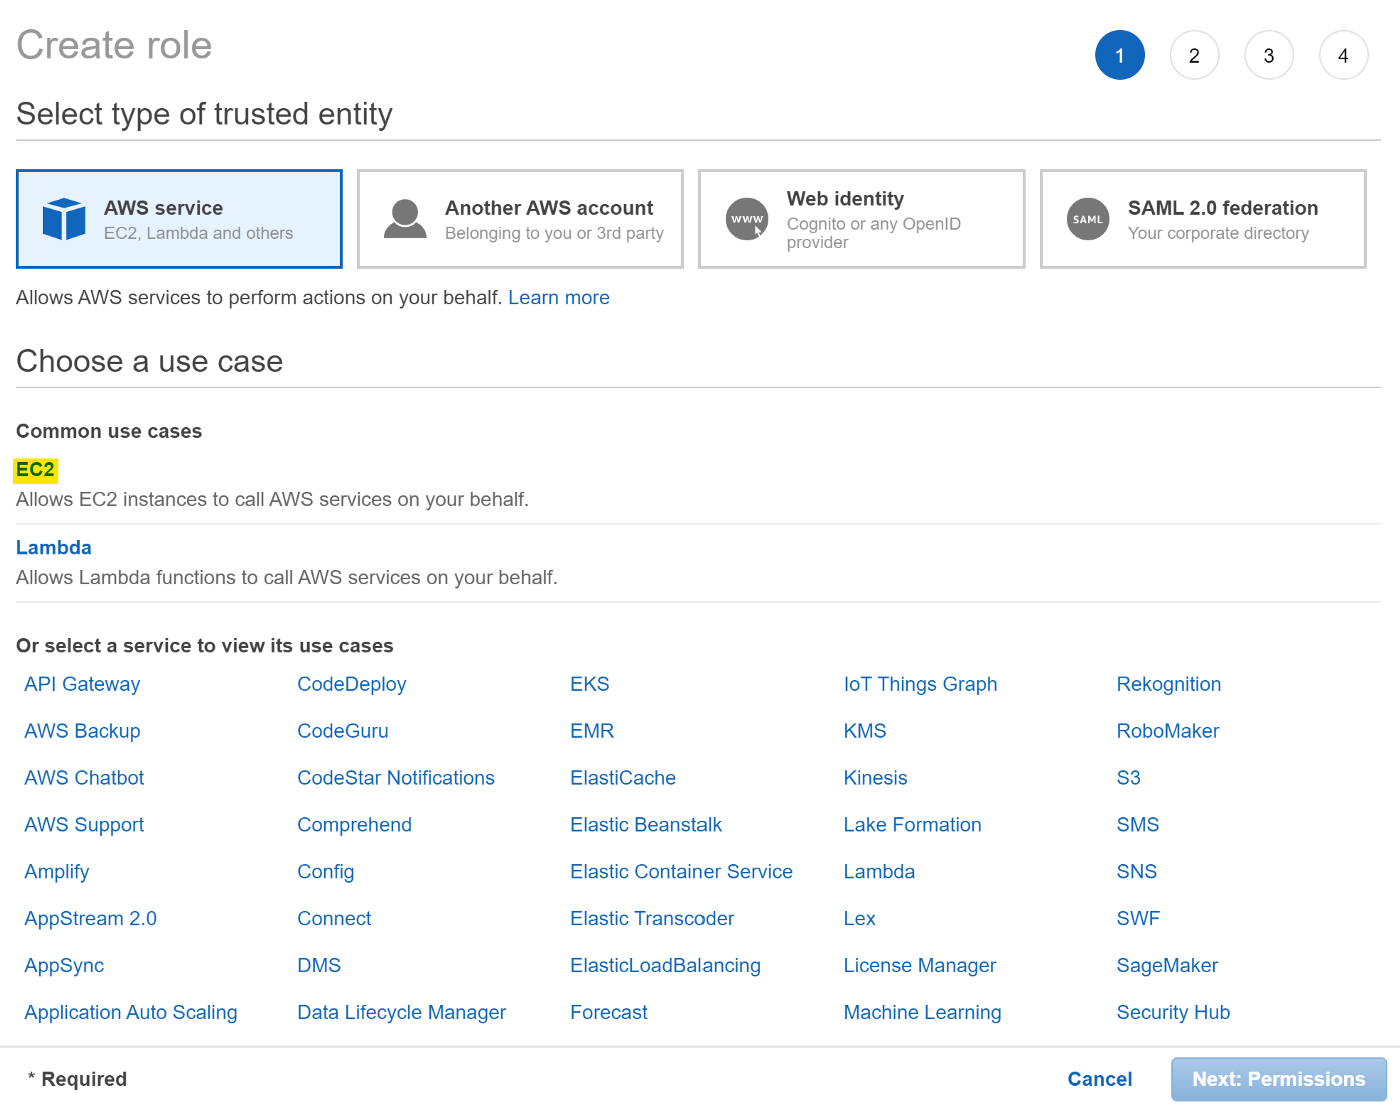 Create role
1 2 3 4
Select type of trusted entity
AWS service
EC2, Lambda and others
Another AWS account
Belonging to you or 3rd party
WWW
Web identity
Cognito or any OpenID
provider
SAML
SAML 2.0 federation
Your corporate directory
Allows AWS services to perform actions on your behalf. Learn more
Choose a use case
Common use cases
EC2
Allows EC2 instances to call AWS services on your behalf.
Lambda
Allows Lambda functions to call AWS services on your behalf.
Or select a service to view its use cases
API Gateway CodeDeploy EKS IoT Things Graph Rekognition
AWS Backup CodeGuru EMR KMS RoboMaker
AWS Chatbot CodeStar Notifications ElastiCache Kinesis S3
AWS Support Comprehend Elastic Beanstalk Lake Formation SMS
Amplify Config Elastic Container Service Lambda SNS
AppStream 2.0 Connect Elastic Transcoder Lex SWF
AppSync DMS ElasticLoadBalancing License Manager SageMaker
Application Auto Scaling Data Lifecycle Manager Forecast Machine Learning Security Hub
* Required Cancel Next: Permissions